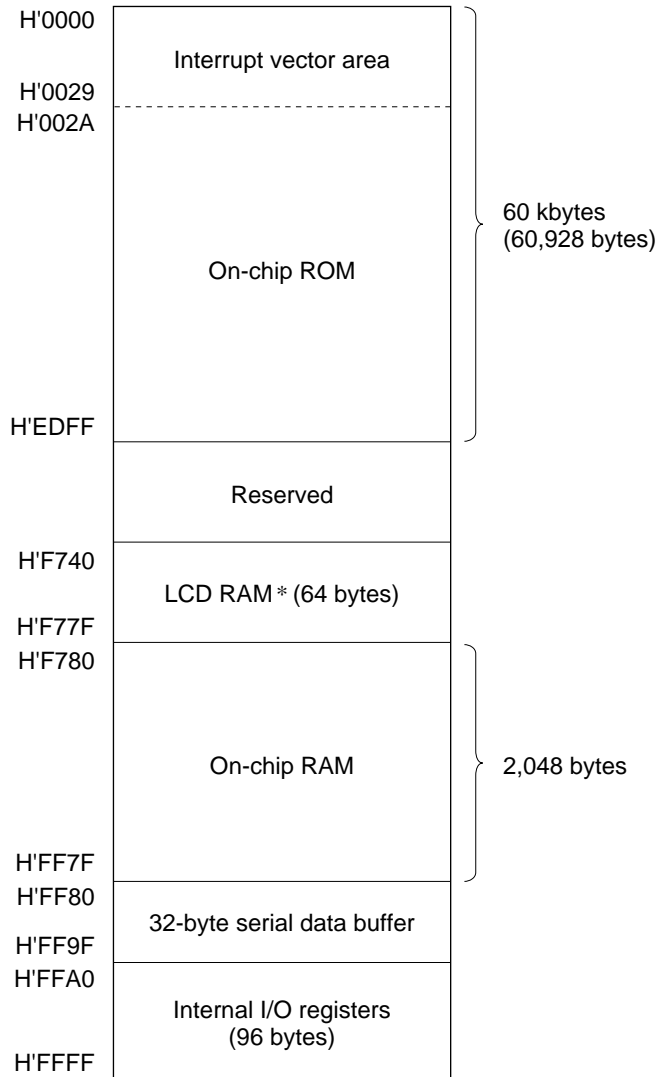 H'0000
Interrupt vector area
H'0029
H'002A
60 kbytes
(60,928 bytes)
On-chip ROM
H'EDFF
Reserved
H'F740
LCD RAM * (64 bytes)
H'F77F
H'F780
On-chip RAM
2,048 bytes
H'FF7F
H'FF80
32-byte serial data buffer
H'FF9F
H'FFA0
Internal I/O registers
(96 bytes)
H'FFFF